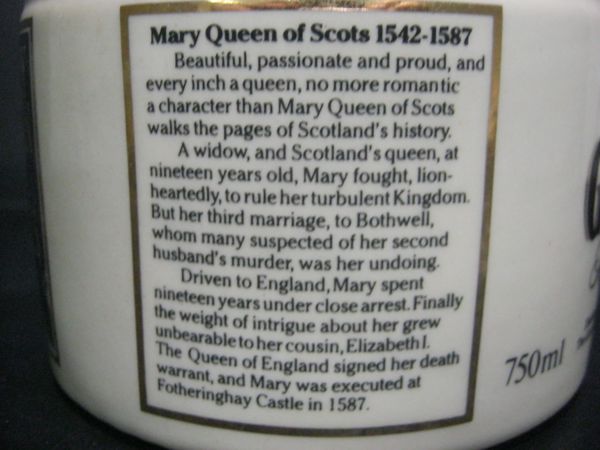 Mary Queen of Scots 1542-1587
Beautiful, passionate and proud, and
every inch a queen, no more romantic
a character than Mary Queen of Scots
walks the pages of Scotland's history.
A widow, and Scotland's queen, at
nineteen years old, Mary fought, lion-
heartedly, to rule her turbulent Kingdom.
But her third marriage, to Bothwell,
whom many suspected of her second
husband's murder, was her undoing.
Driven to England, Mary spent
nineteen years under close arrest. Finally
the weight of intrigue about her grew
unbearable to her cousin, Elizabeth I.
The Queen of England signed her death
warrant, and Mary was executed at
Fotheringhay Castle in 1587.
750ml